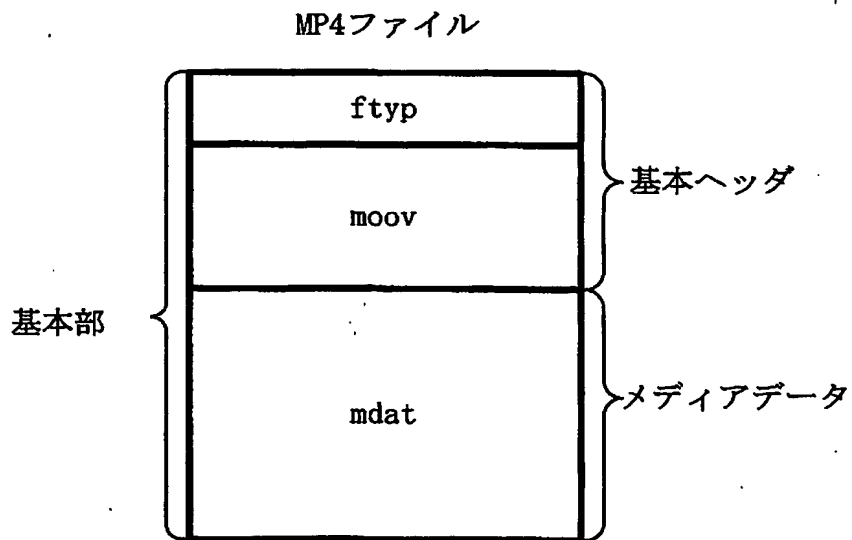 MP4ファイル
ftyp
基本ヘッダ
moov
基本部
メディアデータ
mdat